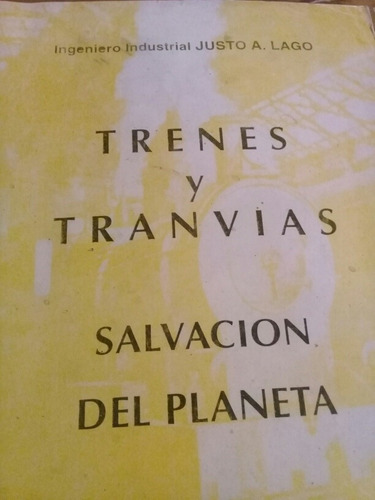 Ingeniero Industrial JUSTO A. LAGO
TRENES
y
TRANVIAS
SALVACION
DEL PLANETA